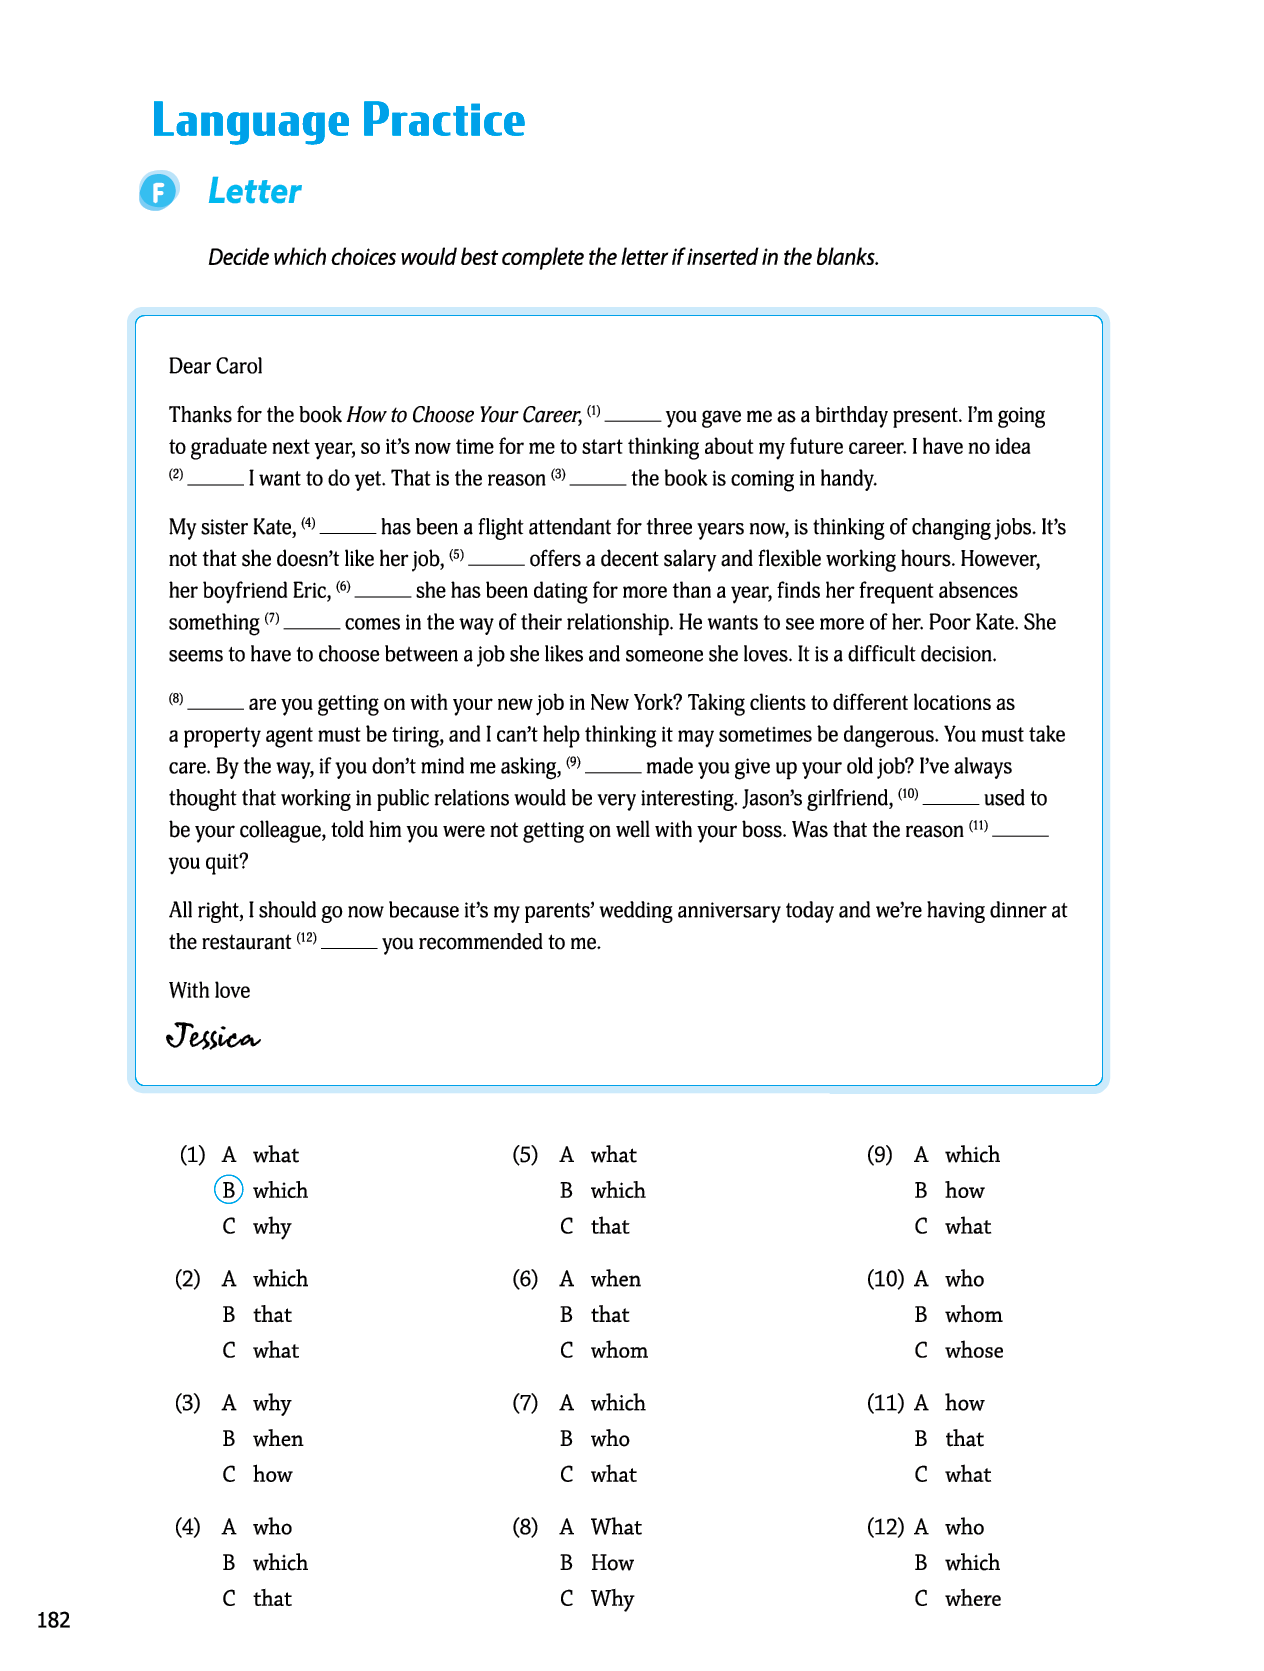 Language Practice
F Letter
Decide which choices would best complete the letter if inserted in the blanks.
Dear Carol
Thanks for the book How to Choose Your Career, (1) ______ you gave me as a birthday present. I'm going
to graduate next year, so it's now time for me to start thinking about my future career. I have no idea
(2) ______ I want to do yet. That is the reason (3) ______ the book is coming in handy.
My sister Kate, (4) ______ has been a flight attendant for three years now, is thinking of changing jobs. It's
not that she doesn't like her job, (5) ______ offers a decent salary and flexible working hours. However,
her boyfriend Eric, (6) ______ she has been dating for more than a year, finds her frequent absences
something (7) ______ comes in the way of their relationship. He wants to see more of her. Poor Kate. She
seems to have to choose between a job she likes and someone she loves. It is a difficult decision.
(8) ______ are you getting on with your new job in New York? Taking clients to different locations as
a property agent must be tiring, and I can't help thinking it may sometimes be dangerous. You must take
care. By the way, if you don't mind me asking, (9) ______ made you give up your old job? I've always
thought that working in public relations would be very interesting. Jason's girlfriend, (10) ______ used to
be your colleague, told him you were not getting on well with your boss. Was that the reason (11) ______
you quit?
All right, I should go now because it's my parents' wedding anniversary today and we're having dinner at
the restaurant (12) ______ you recommended to me.
With love
Jessica
(1) A what
B which
C why
(2) A which
B that
C what
(3) A why
B when
C how
(4) A who
B which
C that
(5) A what
B which
C that
(6) A when
B that
C whom
(7) A which
B who
C what
(8) A What
B How
C Why
(9) A which
B how
C what
(10) A who
B whom
C whose
(11) A how
B that
C what
(12) A who
B which
C where
182